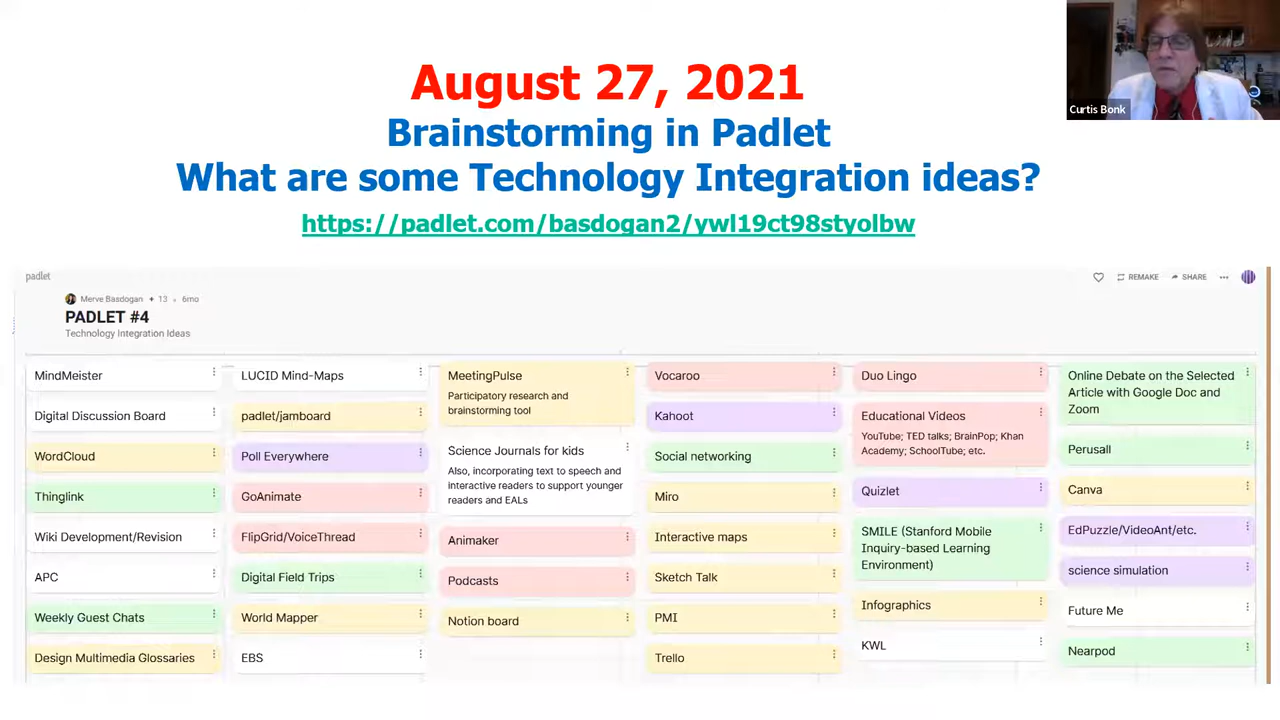 August 27, 2021
Brainstorming in Padlet
What are some Technology Integration ideas?
https://padlet.com/basdogan2/ywl19ct98styolbw
Curtis Bonk
padlet
REMAKE
SHARE
Merve Basdogan + 13 • 6mo
PADLET #4
Technology Integration Ideas
MindMeister
Digital Discussion Board
WordCloud
Thinglink
Wiki Development/Revision
APC
Weekly Guest Chats
Design Multimedia Glossaries
LUCID Mind-Maps
padlet/jamboard
Poll Everywhere
GoAnimate
FlipGrid/VoiceThread
Digital Field Trips
World Mapper
EBS
MeetingPulse
Participatory research and
brainstorming tool
Science Journals for kids
Also, incorporating text to speech and
interactive readers to support younger
readers and EALs
Animaker
Podcasts
Notion board
Vocaroo
Kahoot
Social networking
Miro
Interactive maps
Sketch Talk
PMI
Trello
Duo Lingo
Educational Videos
YouTube; TED talks; BrainPop; Khan
Academy; SchoolTube; etc.
Quizlet
SMILE (Stanford Mobile
Inquiry-based Learning
Environment)
Infographics
KWL
Online Debate on the Selected
Article with Google Doc and
Zoom
Perusall
Canva
EdPuzzle/VideoAnt/etc.
science simulation
Future Me
Nearpod